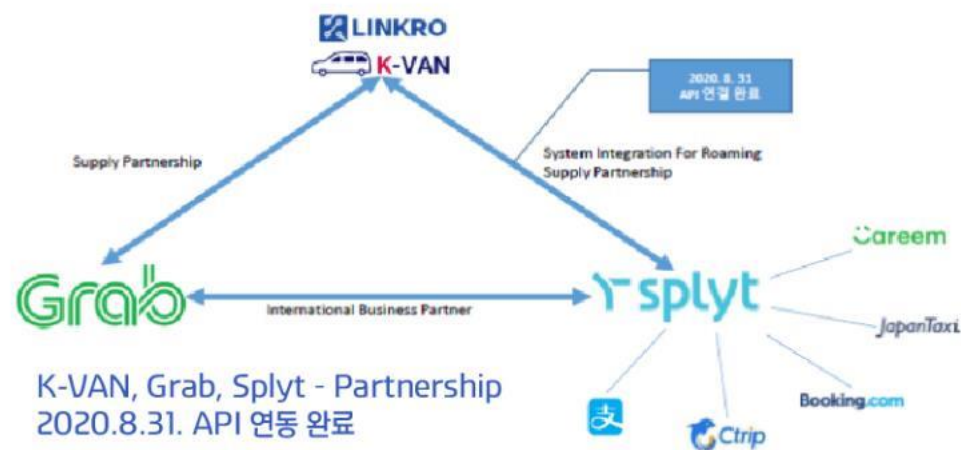 LINKRO
K-VAN
2020. 8. 31
API 연결 완료
Supply Partnership
System Integration For Roaming
Supply Partnership
Careem
Grab
splyt
International Business Partner
JapanTaxi
K-VAN, Grab, Splyt - Partnership
2020.8.31. API 연동 완료
Booking.com
支
Ctrip